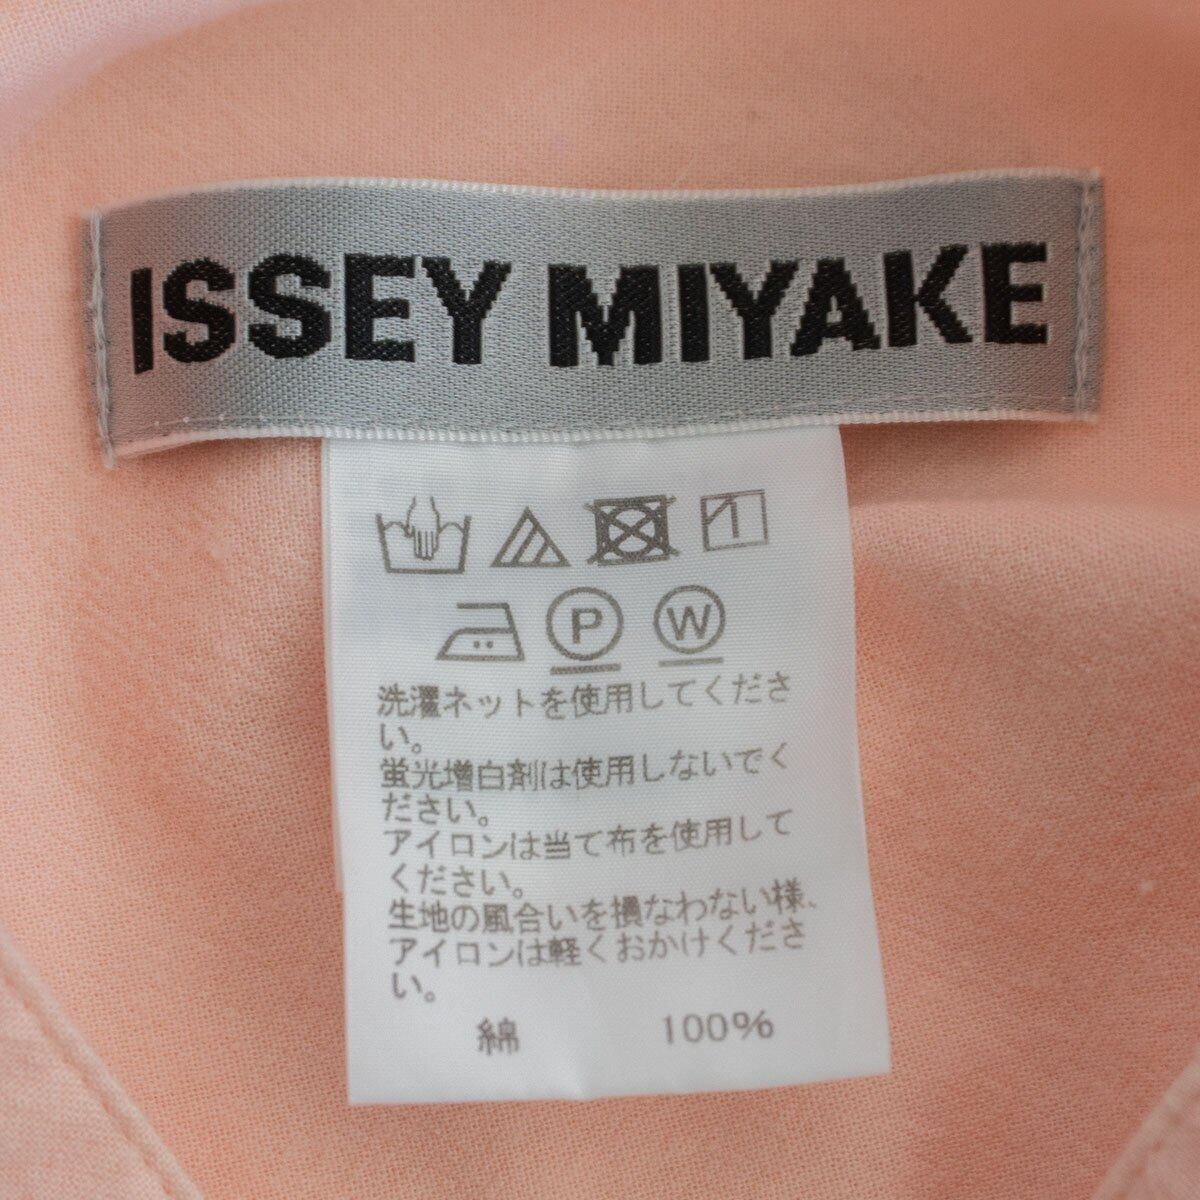 ISSEY MIYAKE
P W
洗濯ネットを使用してくださ
い。
蛍光増白剤は使用しないでく
ださい。
アイロンは当て布を使用して
ください。
生地の風合いを損なわない様、
アイロンは軽くおかけくださ
い。
綿 100%